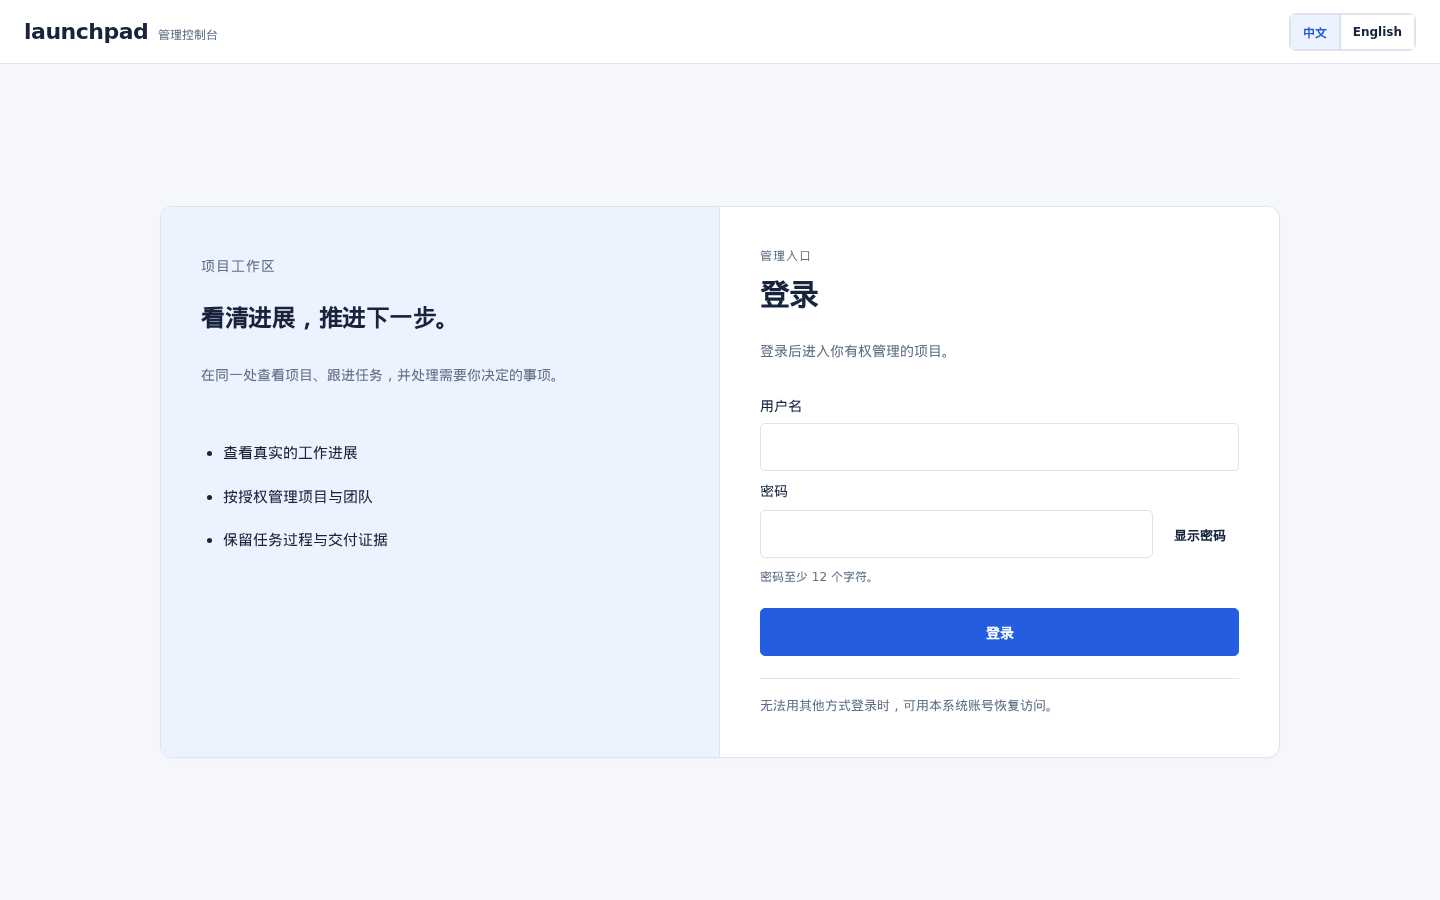 launchpad 管理控制台
中文 English
项目工作区
看清进展，推进下一步。
在同一处查看项目、跟进任务，并处理需要你决定的事项。
查看真实的工作进展
按授权管理项目与团队
保留任务过程与交付证据
管理入口
登录
登录后进入你有权管理的项目。
用户名
密码
显示密码
密码至少 12 个字符。
登录
无法用其他方式登录时，可用本系统账号恢复访问。